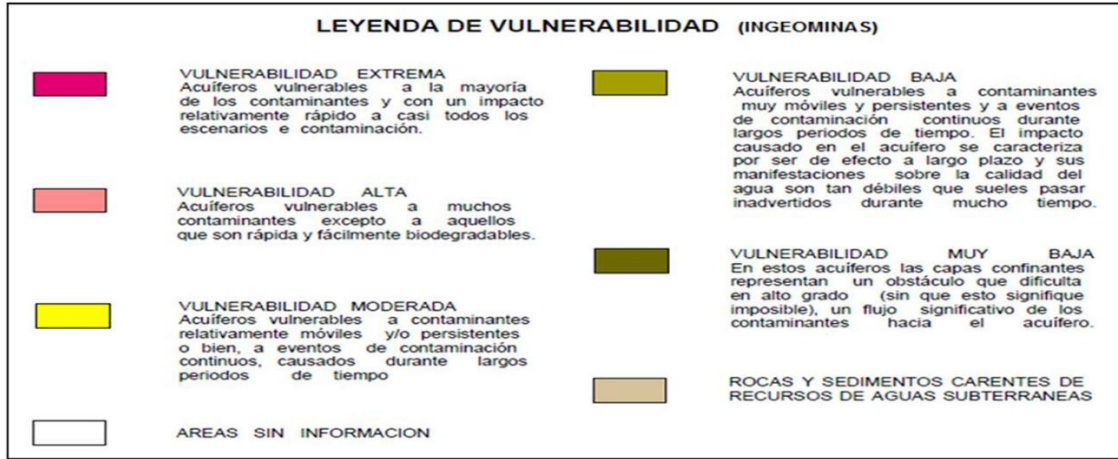 LEYENDA DE VULNERABILIDAD (INGEOMINAS)
VULNERABILIDAD EXTREMA
Acuíferos vulnerables a la mayoría
de los contaminantes y con un impacto
relativamente rápido a casi todos los
escenarios e contaminación.
VULNERABILIDAD ALTA
Acuíferos vulnerables a muchos
contaminantes excepto a aquellos
que son rápida y fácilmente biodegradables.
VULNERABILIDAD MODERADA
Acuíferos vulnerables a contaminantes
relativamente móviles y/o persistentes
o bien, a eventos de contaminación
continuos, causados durante largos
periodos de tiempo
AREAS SIN INFORMACION
VULNERABILIDAD BAJA
Acuíferos vulnerables a contaminantes
muy móviles y persistentes y a eventos
de contaminación continuos durante
largos periodos de tiempo. El impacto
causado en el acuífero se caracteriza
por ser de efecto a largo plazo y sus
manifestaciones sobre la calidad del
agua son tan débiles que sueles pasar
inadvertidos durante mucho tiempo.
VULNERABILIDAD MUY BAJA
En estos acuíferos las capas confinantes
representan un obstáculo que dificulta
en alto grado (sin que esto signifique
imposible), un flujo significativo de los
contaminantes hacia el acuífero.
ROCAS Y SEDIMENTOS CARENTES DE
RECURSOS DE AGUAS SUBTERRANEAS